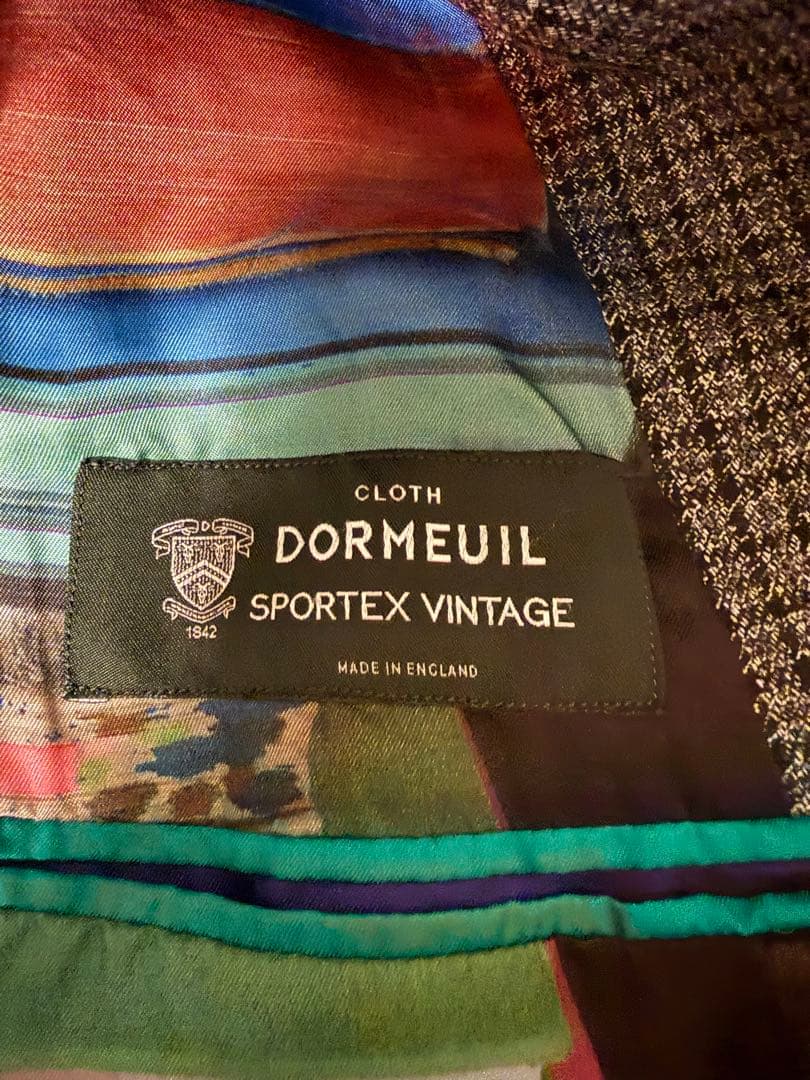 CLOTH
DORMEUIL
SPORTEX VINTAGE
D
1842
MADE IN ENGLAND